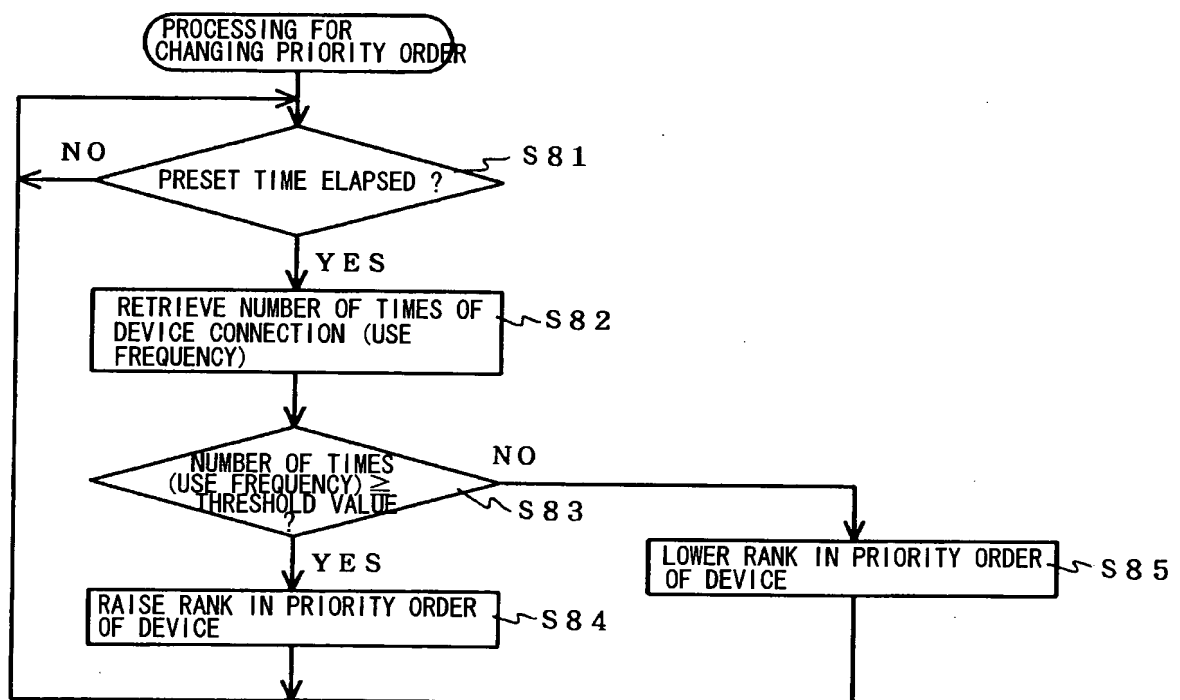 PROCESSING FOR
CHANGING PRIORITY ORDER
NO
S81
PRESET TIME ELAPSED ?
YES
RETRIEVE NUMBER OF TIMES OF
DEVICE CONNECTION (USE
FREQUENCY)
S82
NUMBER OF TIMES
(USE FREQUENCY) ≧
THRESHOLD VALUE
?
NO
S83
YES
RAISE RANK IN PRIORITY ORDER
OF DEVICE
S84
LOWER RANK IN PRIORITY ORDER
OF DEVICE
S85